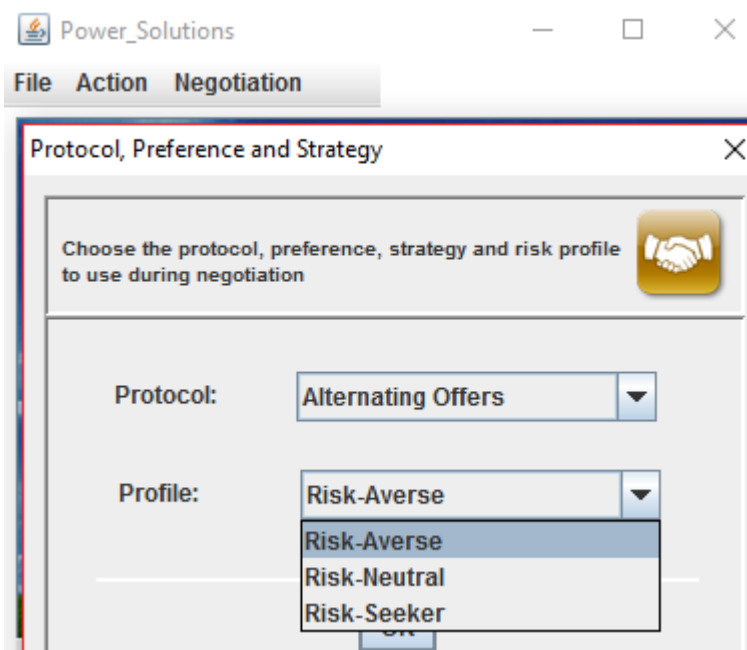 Power_Solutions
File Action Negotiation
Protocol, Preference and Strategy
Choose the protocol, preference, strategy and risk profile
to use during negotiation
Protocol: Alternating Offers
Profile: Risk-Averse
Risk-Averse
Risk-Neutral
Risk-Seeker